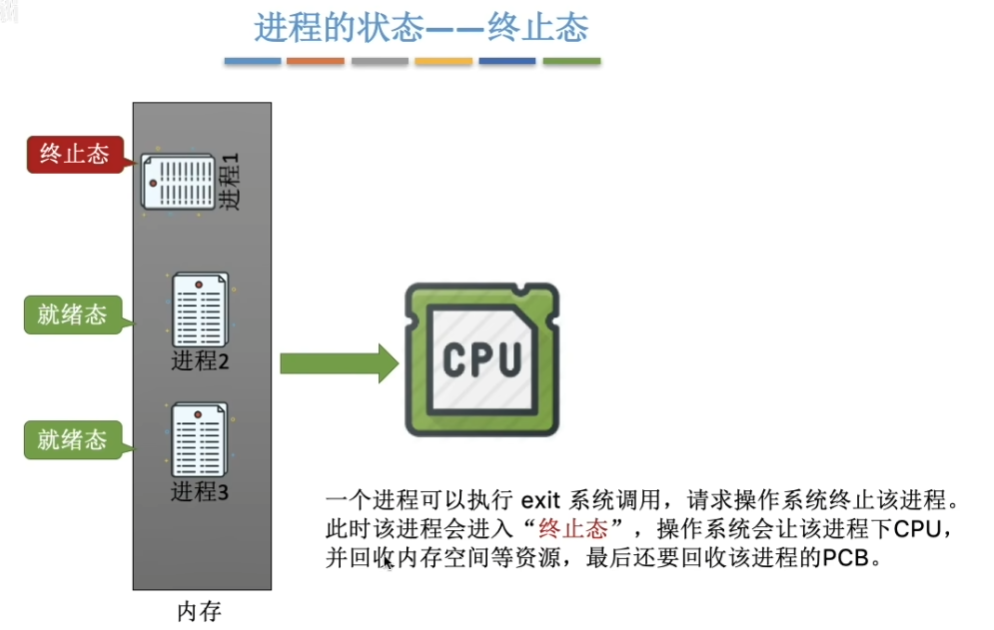 进程的状态——终止态
终止态
进程1
就绪态
进程2
CPU
就绪态
进程3
一个进程可以执行 exit 系统调用，请求操作系统终止该进程。
此时该进程会进入“终止态”，操作系统会让该进程下CPU，
并回收内存空间等资源，最后还要回收该进程的PCB。
内存